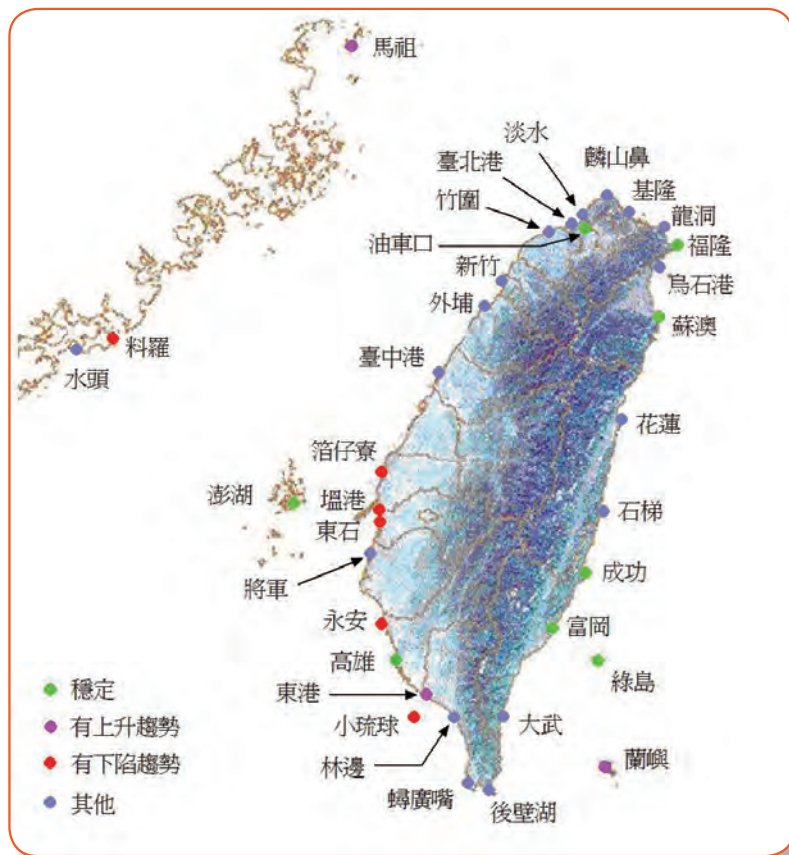 馬祖
淡水
麟山鼻
臺北港
基隆
竹圍
龍洞
油車口
福隆
新竹
烏石港
外埔
蘇澳
料羅
水頭
臺中港
花蓮
箔仔寮
澎湖
塭港
石梯
東石
將軍
成功
永安
富岡
高雄
綠島
穩定
東港
有上升趨勢
小琉球
大武
有下陷趨勢
林邊
蘭嶼
蟳廣嘴
其他
後壁湖